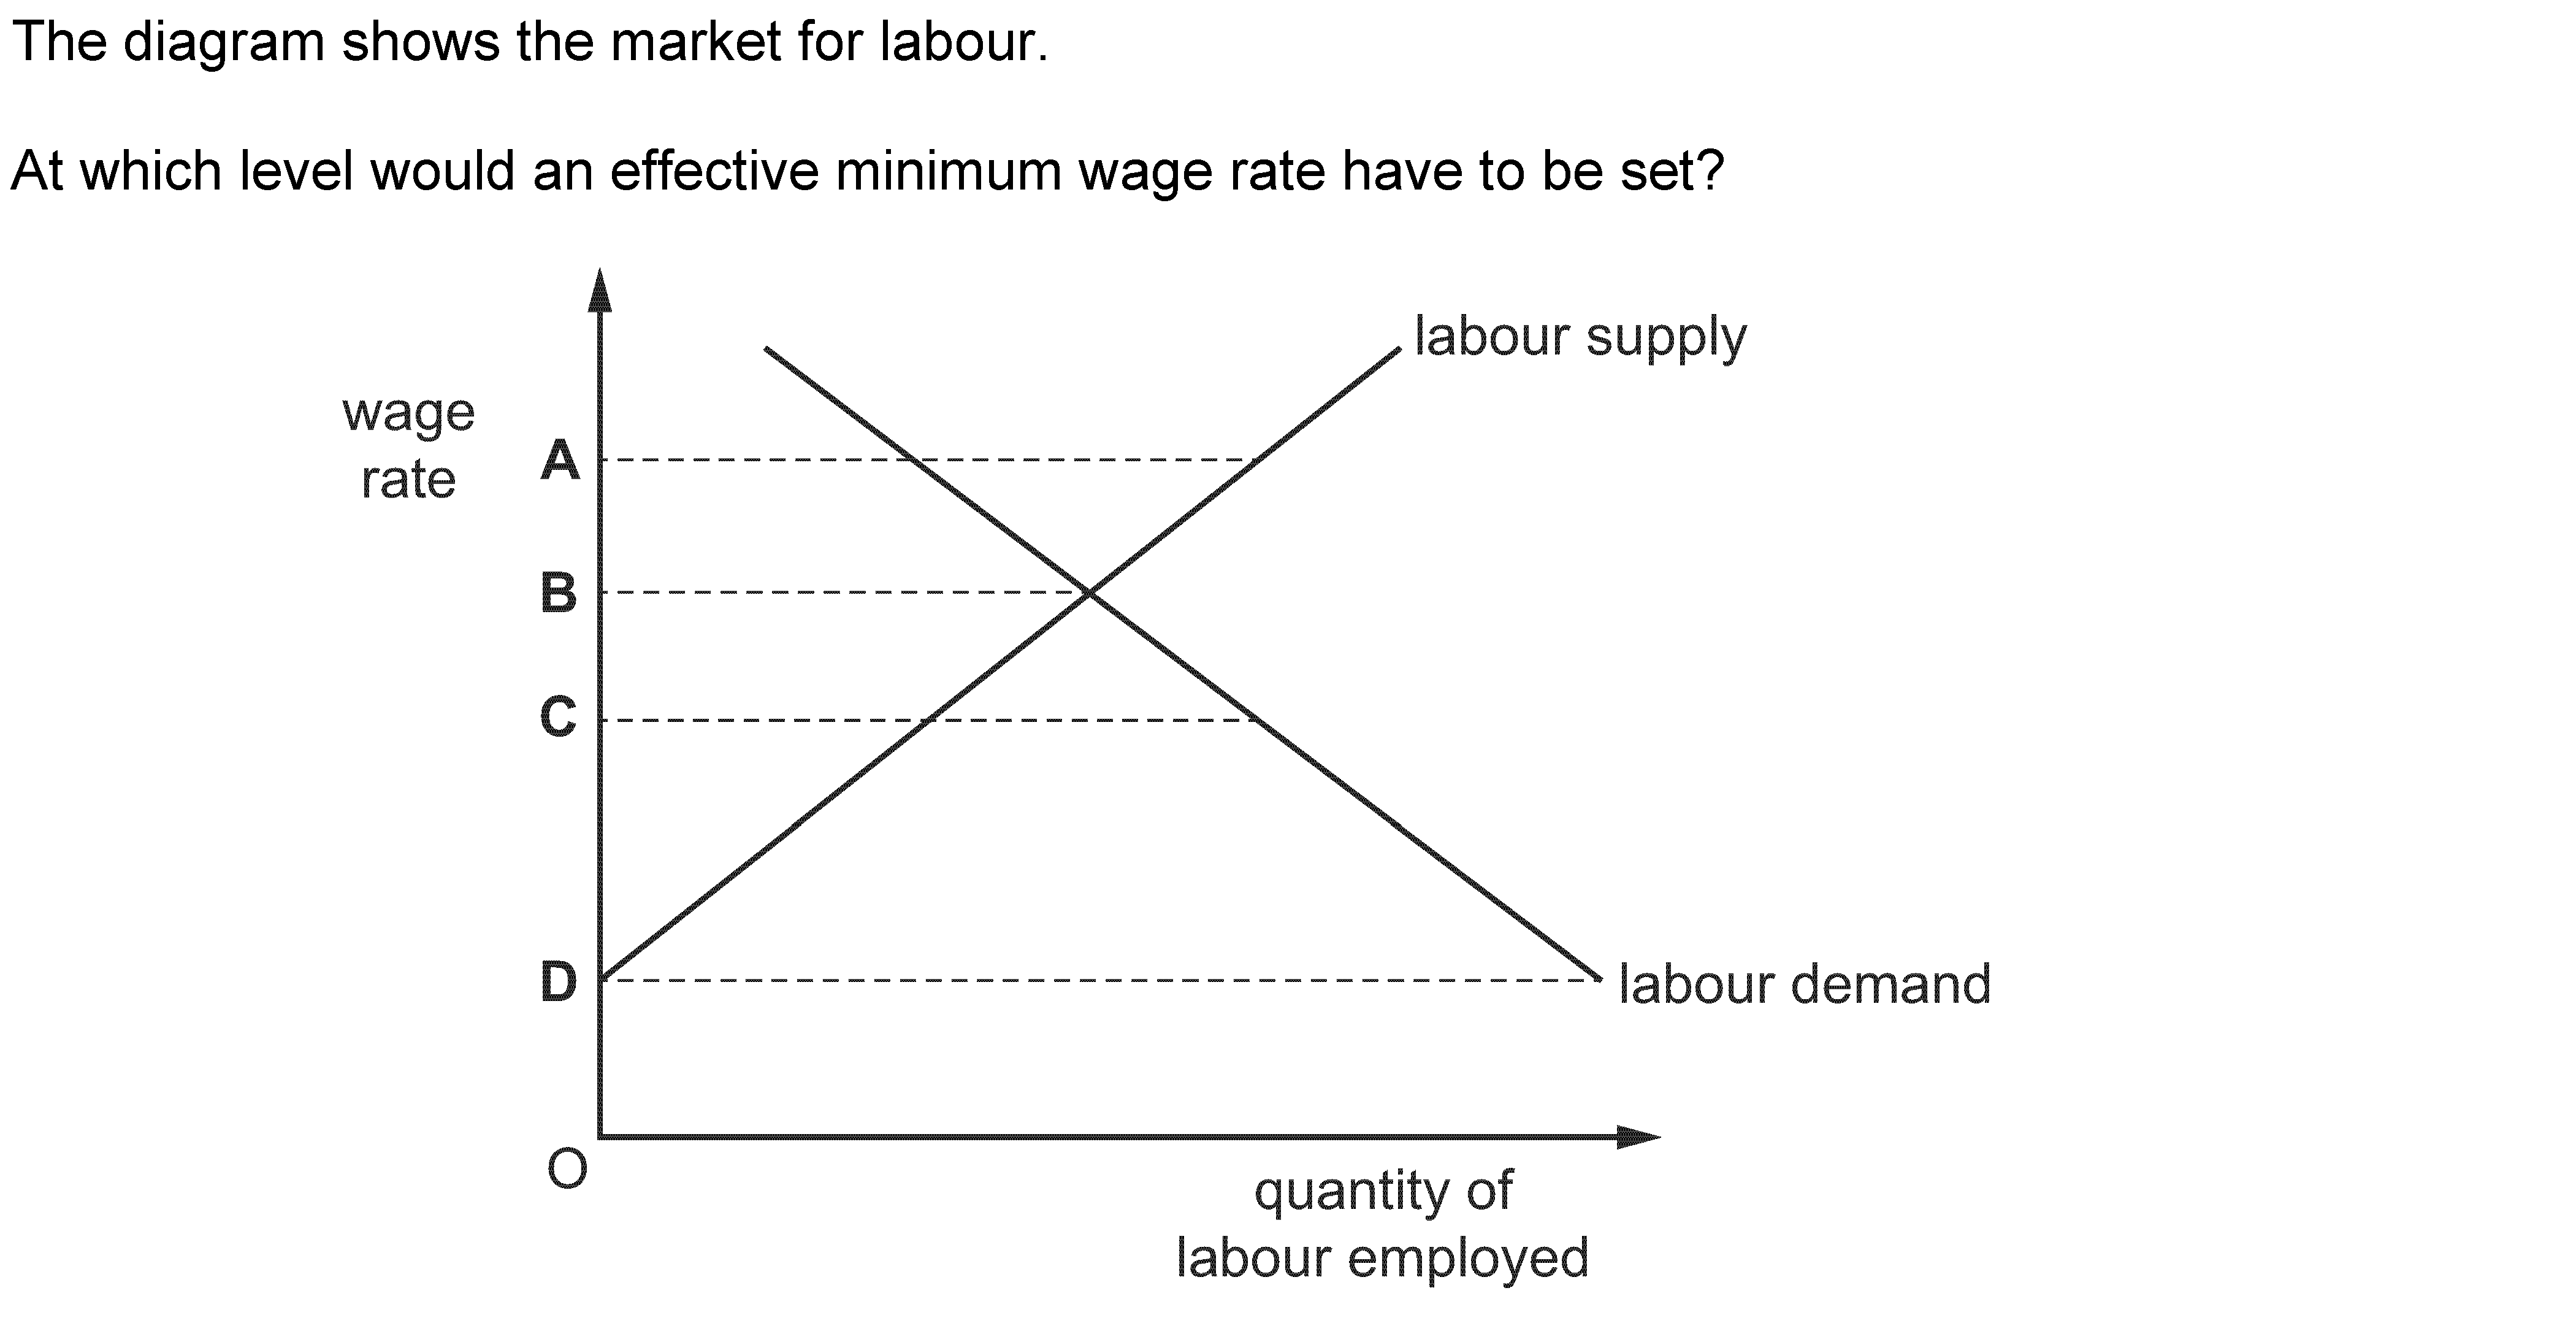 The diagram shows the market for labour.
At which level would an effective minimum wage rate have to be set?
labour supply
wage
rate
A
B
C
D
labour demand
O
quantity of
labour employed